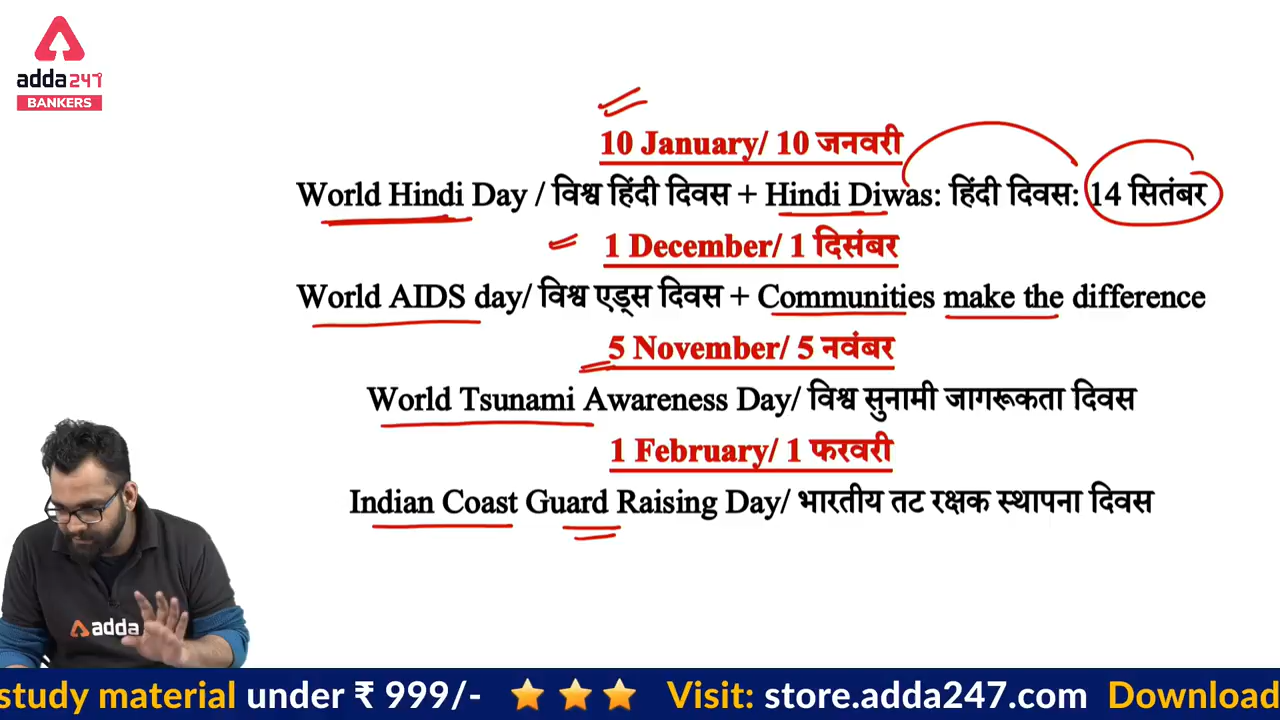 adda247
BANKERS
10 January/ 10 जनवरी
World Hindi Day / विश्व हिंदी दिवस + Hindi Diwas: हिंदी दिवस: 14 सितंबर
1 December/ 1 दिसंबर
World AIDS day/ विश्व एड्स दिवस + Communities make the difference
5 November/ 5 नवंबर
World Tsunami Awareness Day/ विश्व सुनामी जागरूकता दिवस
1 February/ 1 फरवरी
Indian Coast Guard Raising Day/ भारतीय तट रक्षक स्थापना दिवस
adda
study material under ₹ 999/- Visit: store.adda247.com Download